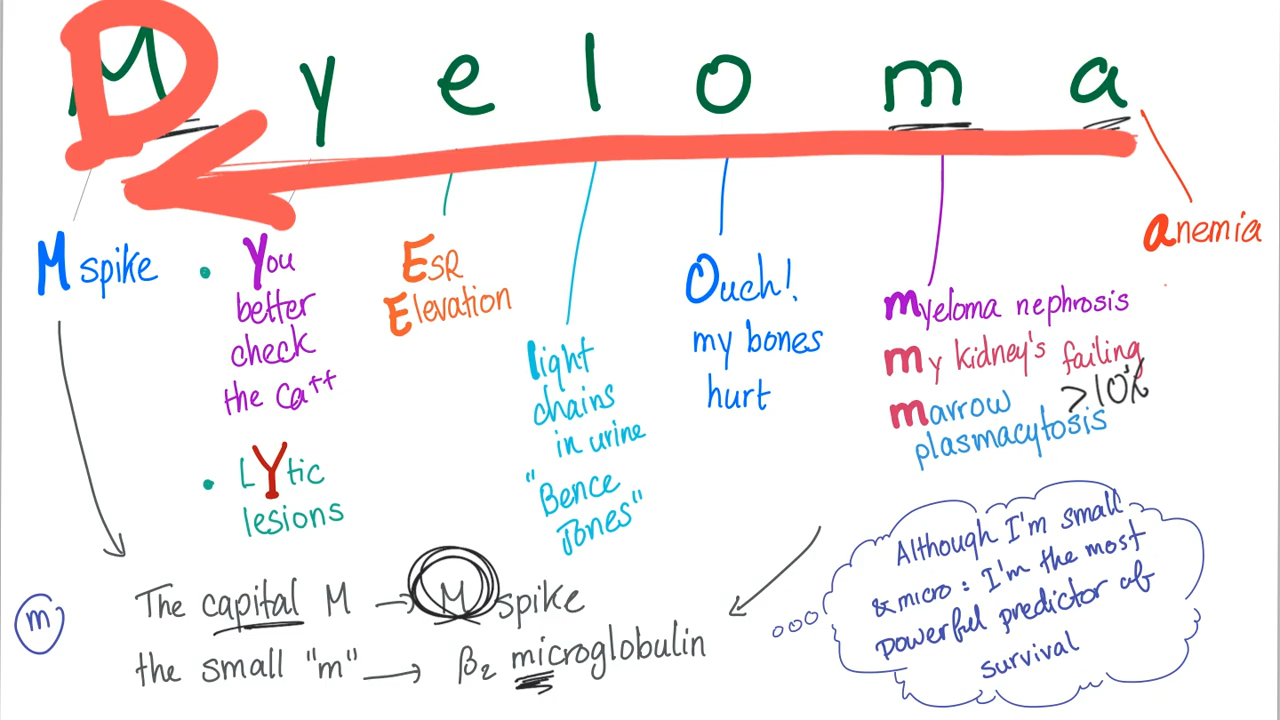 Myeloma
D
M spike
• You
better
check
the Ca++
• LYtic
lesions
ESR
Elevation
light
chains
in urine
"Bence
Jones"
Ouch!
my bones
hurt
myeloma nephrosis
my kidney's failing
marrow >10%
plasmacytosis
anemia
m
The capital M → M spike
the small "m" → β2 microglobulin
Although I'm small
& micro : I'm the most
powerful predictor of
survival